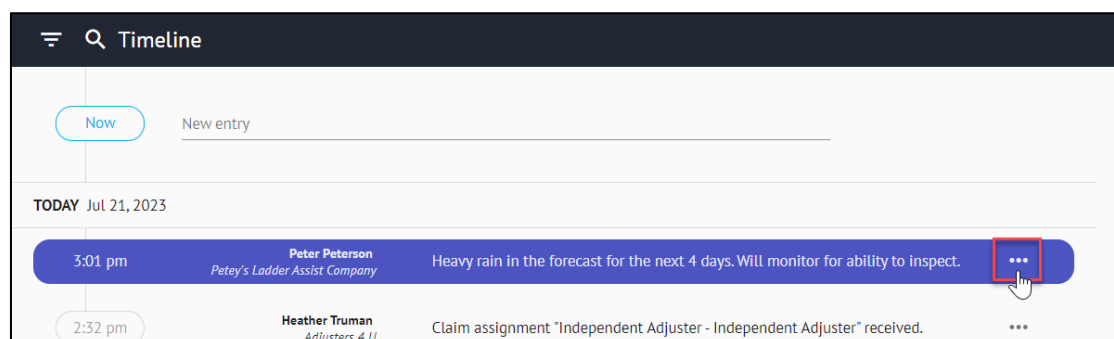 Timeline
Now New entry
TODAY Jul 21, 2023
3:01 pm Peter Peterson Heavy rain in the forecast for the next 4 days. Will monitor for ability to inspect.
Petey's Ladder Assist Company
2:32 pm Heather Truman Claim assignment "Independent Adjuster - Independent Adjuster" received.
Adjusters 4 U